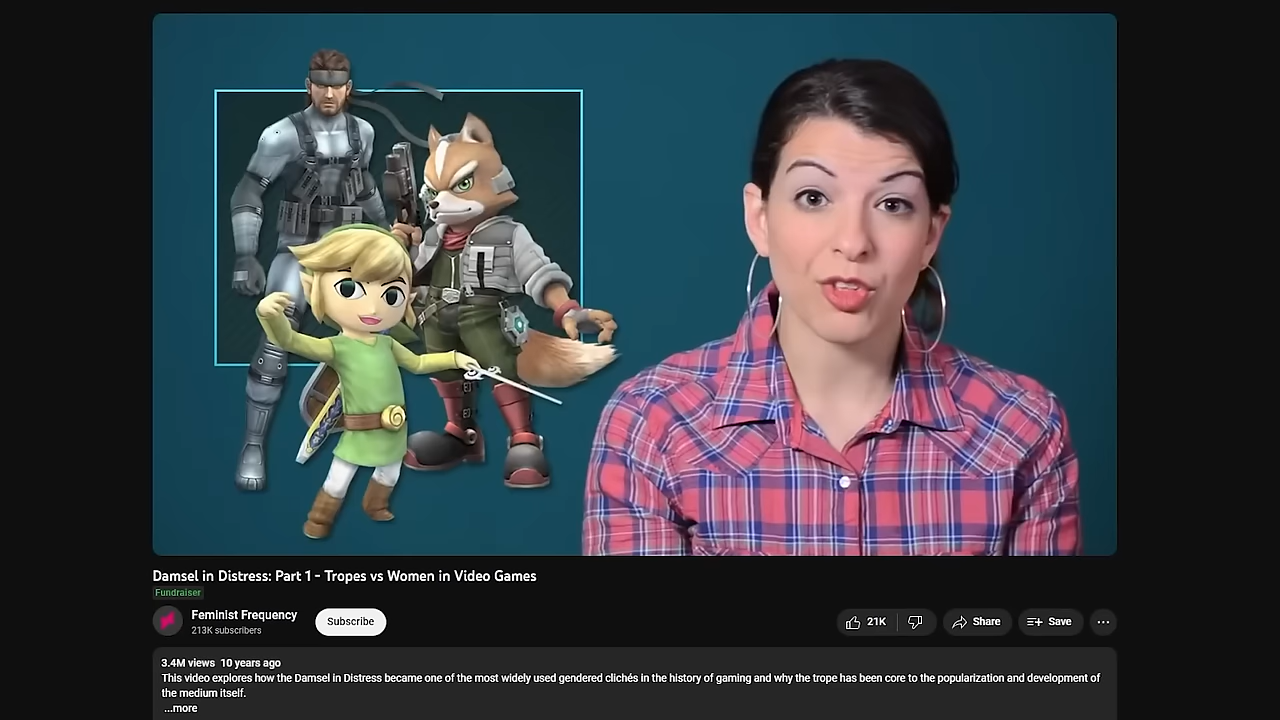 Damsel in Distress: Part 1 - Tropes vs Women in Video Games
Fundraiser
Feminist Frequency
213K subscribers
Subscribe
21K
Share
Save
3.4M views 10 years ago
This video explores how the Damsel in Distress became one of the most widely used gendered clichés in the history of gaming and why the trope has been core to the popularization and development of
the medium itself.
...more